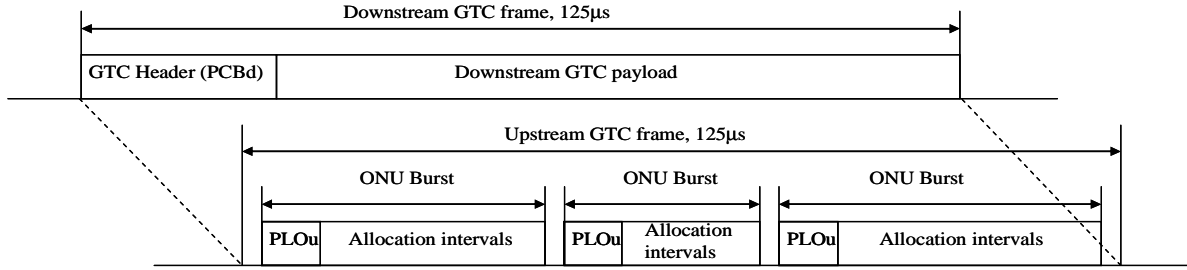 Downstream GTC frame, 125μs
GTC Header (PCBd)
Downstream GTC payload
Upstream GTC frame, 125μs
ONU Burst
ONU Burst
ONU Burst
PLOu
Allocation intervals
PLOu
Allocation
intervals
PLOu
Allocation intervals